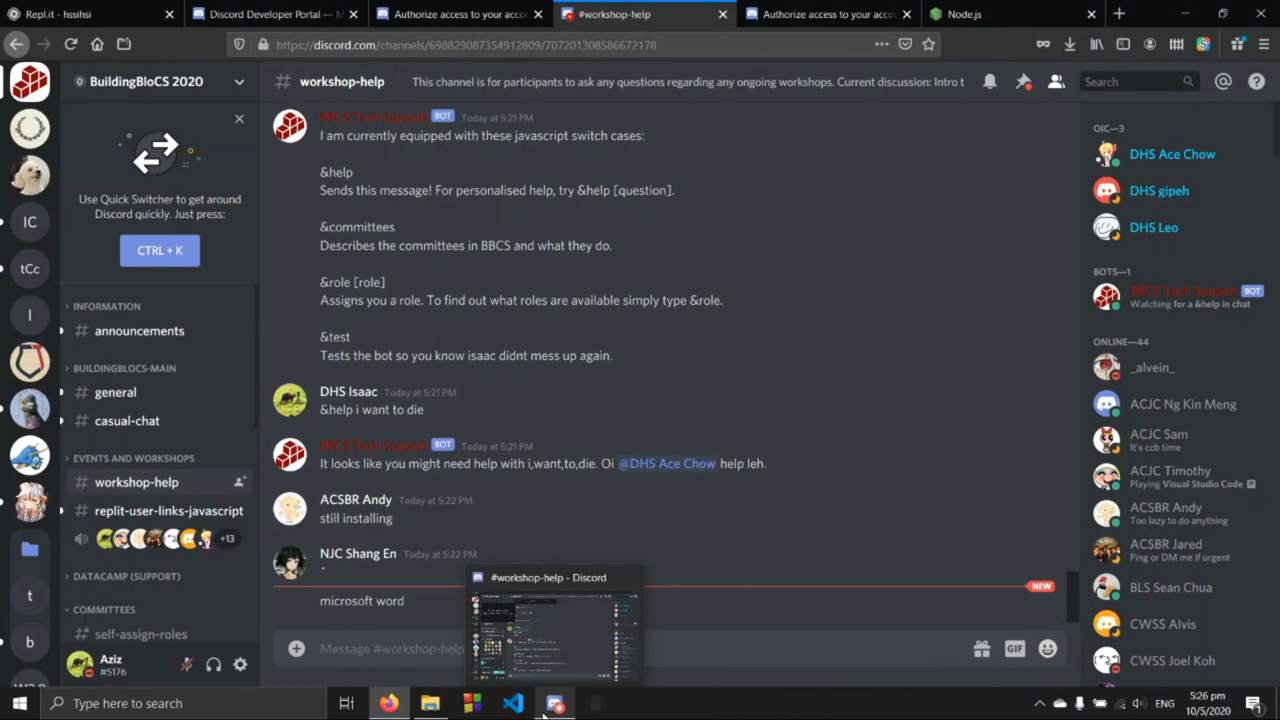 Repl.it - hssihsi
Discord Developer Portal — M
Authorize access to your accou
#workshop-help
Authorize access to your accou
Node.js
https://discord.com/channels/698829087354912809/707201308586672178
BuildingBloCS 2020
workshop-help
This channel is for participants to ask any questions regarding any ongoing workshops. Current discussion: Intro t
Search
Use Quick Switcher to get around
Discord quickly. Just press:
CTRL + K
IC
tCc
I
t
b
INFORMATION
announcements
BUILDINGBLOCS-MAIN
general
casual-chat
EVENTS AND WORKSHOPS
workshop-help
replit-user-links-javascript
+13
DATACAMP (SUPPORT)
COMMITTEES
self-assign-roles
Aziz
#5176
BBCS Tech Support BOT Today at 5:21 PM
I am currently equipped with these javascript switch cases:
&help
Sends this message! For personalised help, try &help [question].
&committees
Describes the committees in BBCS and what they do.
&role [role]
Assigns you a role. To find out what roles are available simply type &role.
&test
Tests the bot so you know isaac didnt mess up again.
DHS Isaac Today at 5:21 PM
&help i want to die
BBCS Tech Support BOT Today at 5:21 PM
It looks like you might need help with i,want,to,die. Oi @DHS Ace Chow help leh.
ACSBR Andy Today at 5:22 PM
still installing
NJC Shang En Today at 5:22 PM
^
NEW
microsoft word
#workshop-help - Discord
Message #workshop-help
GIF
OIC—3
DHS Ace Chow
DHS gipeh
DHS Leo
BOTS—1
BBCS Tech Support BOT
Watching for a &help in chat
ONLINE—44
_alvein_
ACJC Ng Kin Meng
ACJC Sam
It's ccb time
ACJC Timothy
Playing Visual Studio Code
ACSBR Andy
Too lazy to do anything
ACSBR Jared
Ping or DM me if urgent
BLS Sean Chua
CWSS Alvis
CWSS Joel Koh
Type here to search
ENG
5:26 pm
10/5/2020